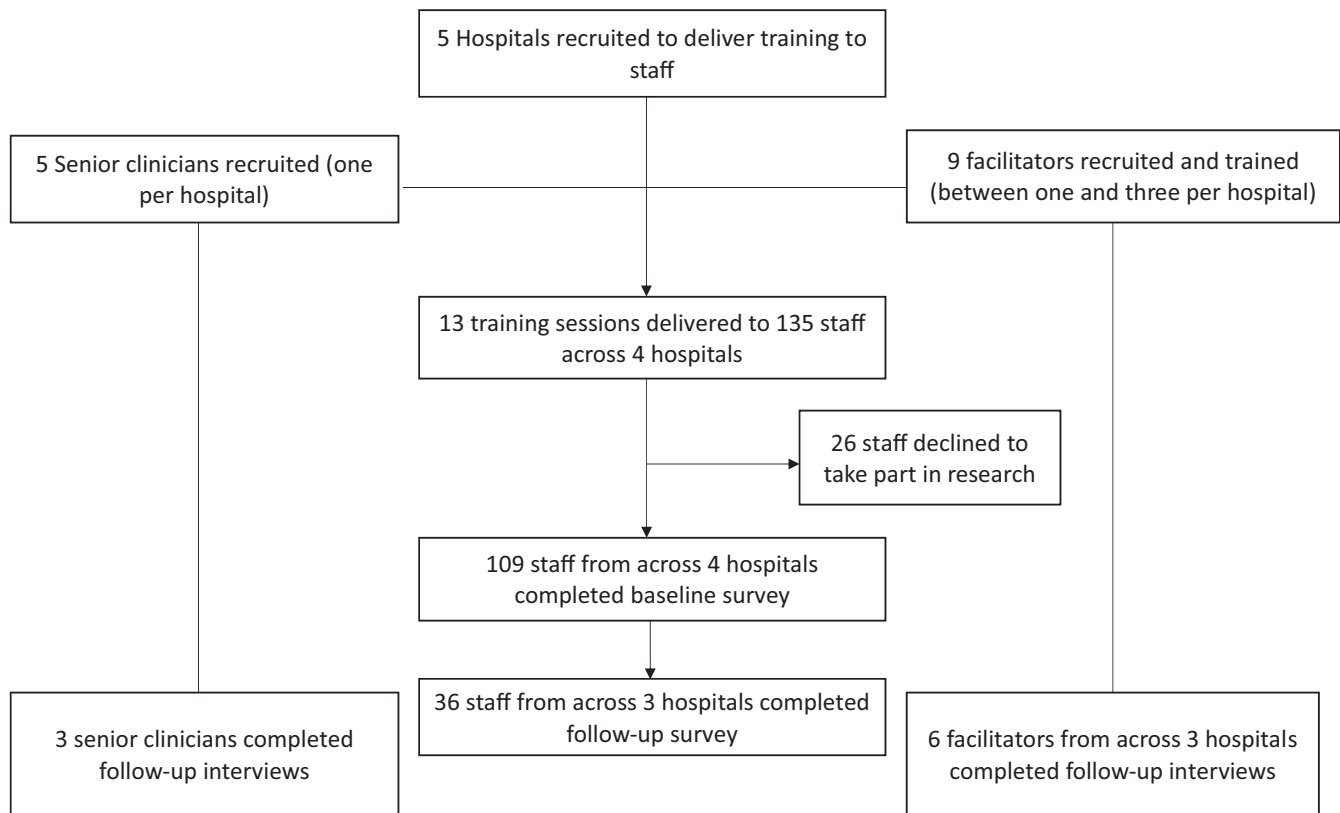 5 Hospitals recruited to deliver training to
staff
5 Senior clinicians recruited (one
per hospital)
9 facilitators recruited and trained
(between one and three per hospital)
13 training sessions delivered to 135 staff
across 4 hospitals
26 staff declined to
take part in research
109 staff from across 4 hospitals
completed baseline survey
36 staff from across 3 hospitals completed
follow-up survey
3 senior clinicians completed
follow-up interviews
6 facilitators from across 3 hospitals
completed follow-up interviews